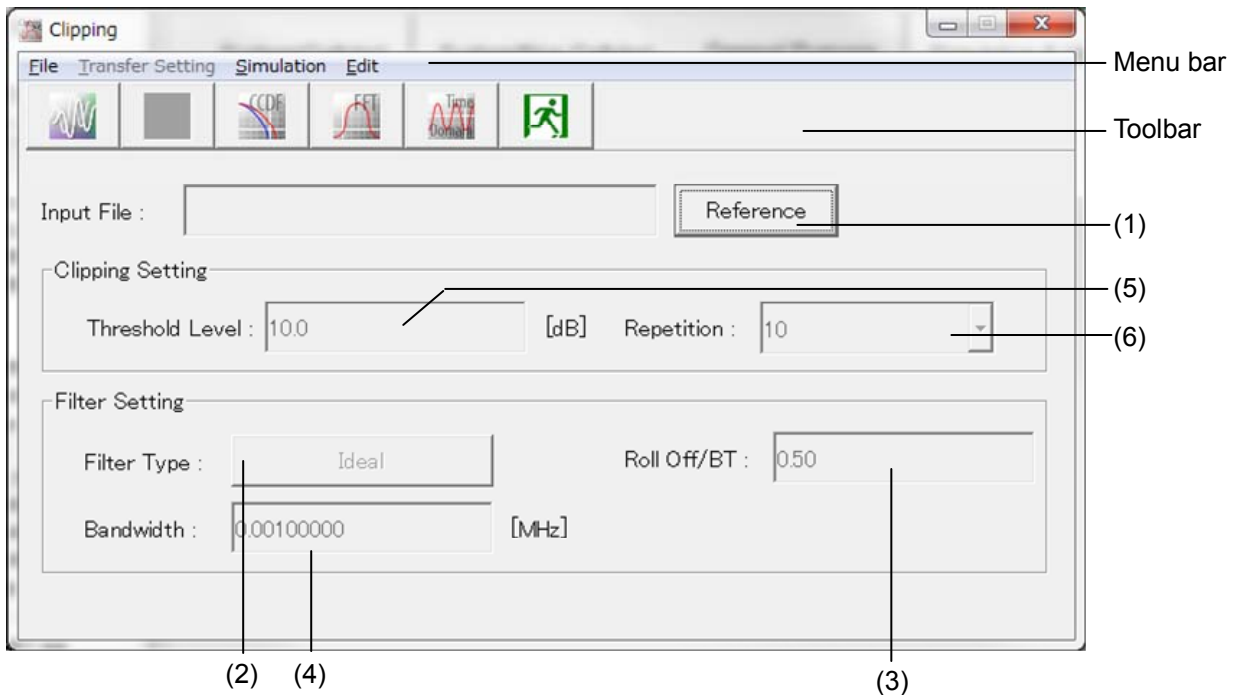 Clipping
File Transfer Setting Simulation Edit
Menu bar
CCDF FFT Time Domain
Toolbar
Input File : Reference
(1)
Clipping Setting
(5)
Threshold Level : 10.0 [dB] Repetition : 10
(6)
Filter Setting
Filter Type : Ideal Roll Off/BT : 0.50
Bandwidth : 0.00100000 [MHz]
(2) (4) (3)